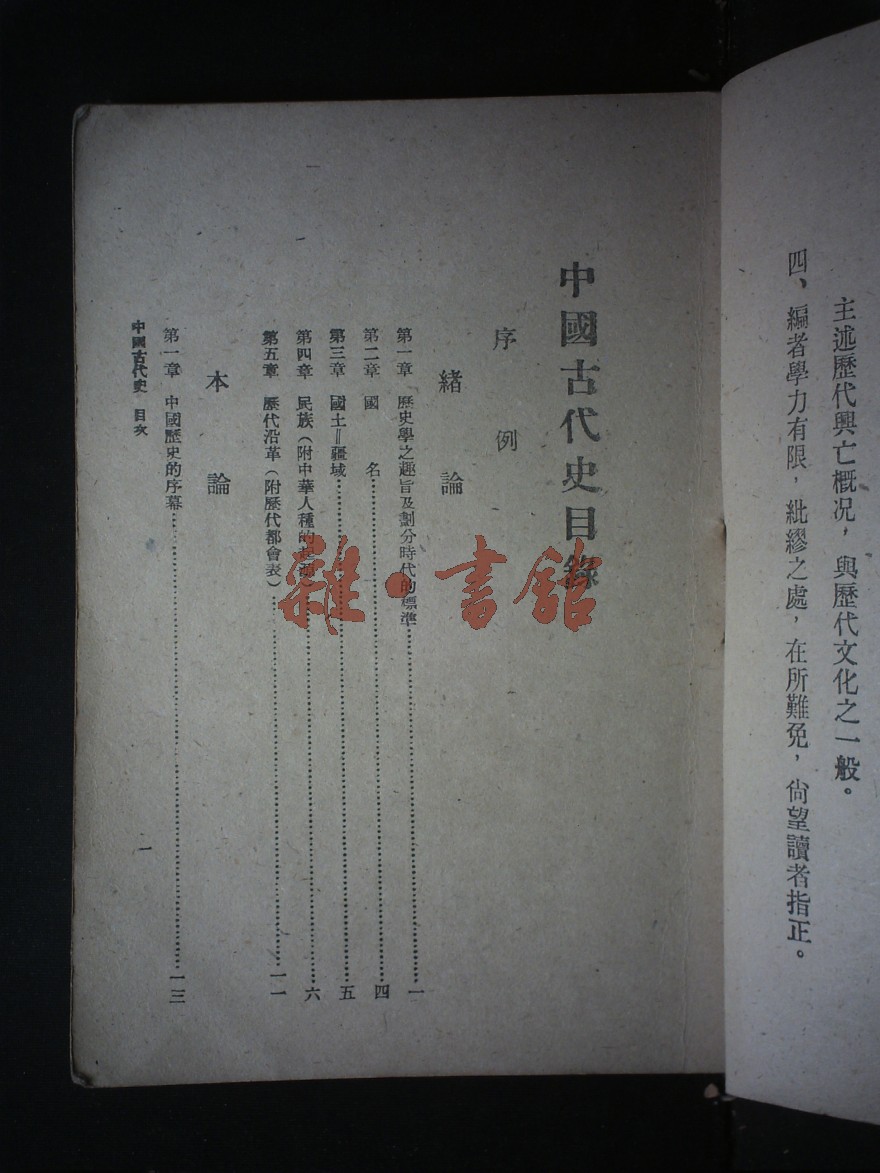 主述歷代興亡概況，與歷代文化之一般。
四、編者學力有限，紕繆之處，在所難免，尙望讀者指正。
中國古代史目錄
序例
緒論
第一章　歷史學之趣旨及劃分時代的標準…………一
第二章　國　名…………四
第三章　國土＝疆域…………五
第四章　民族（附中華人種的起源）…………六
第五章　歷代沿革（附歷代都會表）…………一一
本論
第一章　中國歷史的序幕…………一三
中國古代史　目次
一
雜·書館